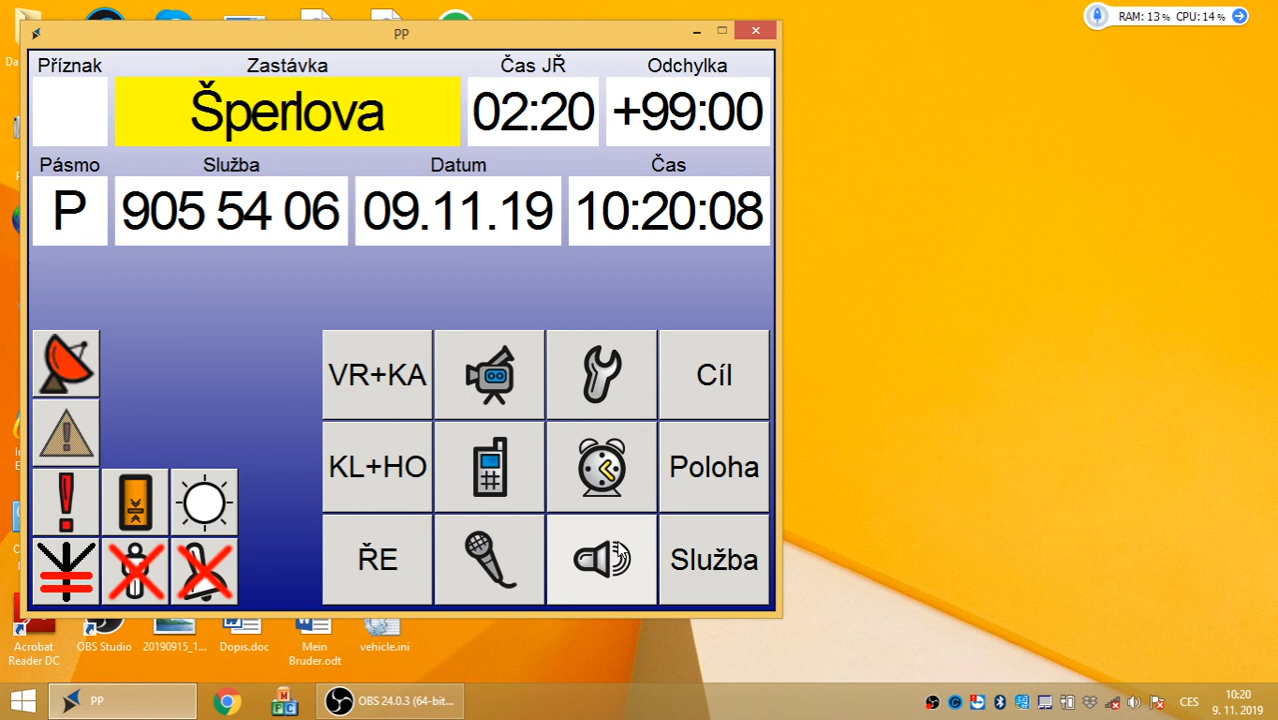 RAM: 13% CPU: 14%
PP
Příznak Zastávka Čas JŘ Odchylka
Šperlova 02:20 +99:00
Pásmo Služba Datum Čas
P 905 54 06 09.11.19 10:20:08
VR+KA Cíl
KL+HO Poloha
ŘE Služba
Acrobat
Reader DC
OBS Studio
20190915_1...
Dopis.doc
Mein
Bruder.odt
vehicle.ini
PP
OBS 24.0.3 (64-bit...
CES
10:20
9. 11. 2019